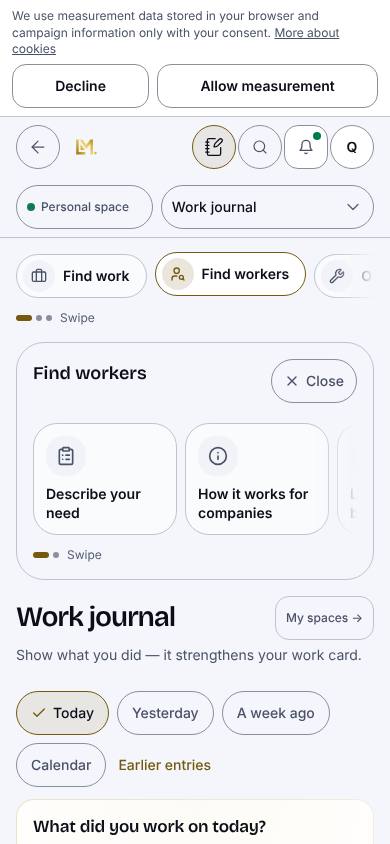 We use measurement data stored in your browser and
campaign information only with your consent. More about
cookies
Decline
Allow measurement
LM.
Q
Personal space
Work journal
Find work
Find workers
Swipe
Find workers
Close
Describe your
need
How it works for
companies
Swipe
Work journal
My spaces →
Show what you did — it strengthens your work card.
Today
Yesterday
A week ago
Calendar
Earlier entries
What did you work on today?